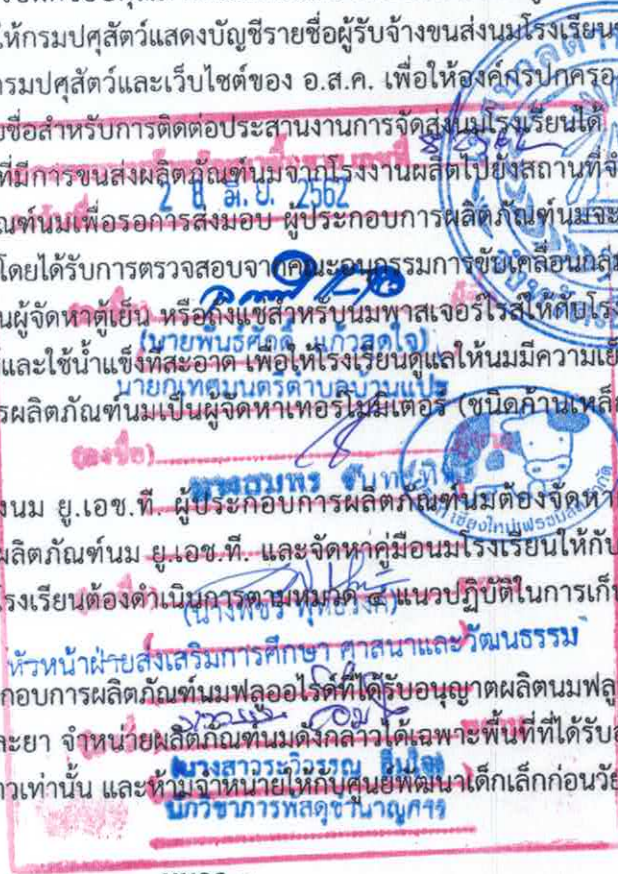 ให้กรมปศุสัตว์แสดงบัญชีรายชื่อผู้รับจ้างขนส่งนมโรงเรียน
กรมปศุสัตว์และเว็บไซต์ของ อ.ส.ค. เพื่อให้องค์กรปกครอ
ชื่อสำหรับการติดต่อประสานงานการจัดส่งนมโรงเรียนได้
ที่มีการขนส่งผลิตภัณฑ์นมจากโรงงานผลิตไปยังสถานที่จ
2 8 มิ.ย. 2562
ณฑ์นมเพื่อรอการส่งมอบ ผู้ประกอบการผลิตภัณฑ์นมจะ
โดยได้รับการตรวจสอบจากคณะอนุกรรมการขับเคลื่อนกลุ่ม
นผู้จัดหาตู้เย็น หรือถังแช่สำหรับนมพาสเจอร์ไรส์ให้กับโรง
(นายพันธศักดิ์ แก้วสุดใจ)
และใช้น้ำแข็งที่สะอาด เพื่อให้โรงเรียนดูแลให้นมมีความเย็
นายกเทศมนตรีตำบลบ้านแปะ
รผลิตภัณฑ์นมเป็นผู้จัดหาเทอร์โมมิเตอร์ (ชนิดก้านเหล็ก
(ลงชื่อ)
งนม ยู.เอช.ที. ผู้ประกอบการผลิตภัณฑ์นมต้องจัดหา
ผลิตภัณฑ์นม ยู.เอช.ที. และจัดหาคู่มือนมโรงเรียนให้กับ
โรงเรียนต้องดำเนินการตามหมวด ๔ แนวปฏิบัติในการเก็บ
หัวหน้าฝ่ายส่งเสริมการศึกษา ศาสนาและวัฒนธรรม
กอบการผลิตภัณฑ์นมฟลูออไรด์ที่ได้รับอนุญาตผลิตนมฟลู
ละยา จำหน่ายผลิตภัณฑ์นมดังกล่าวได้เฉพาะพื้นที่ที่ได้รับ
(นางสาวระวิวรรณ
าวเท่านั้น และห้ามจำหน่ายให้กับศูนย์พัฒนาเด็กเล็กก่อนวัย
นักวิชาการพัสดุชำนาญการ